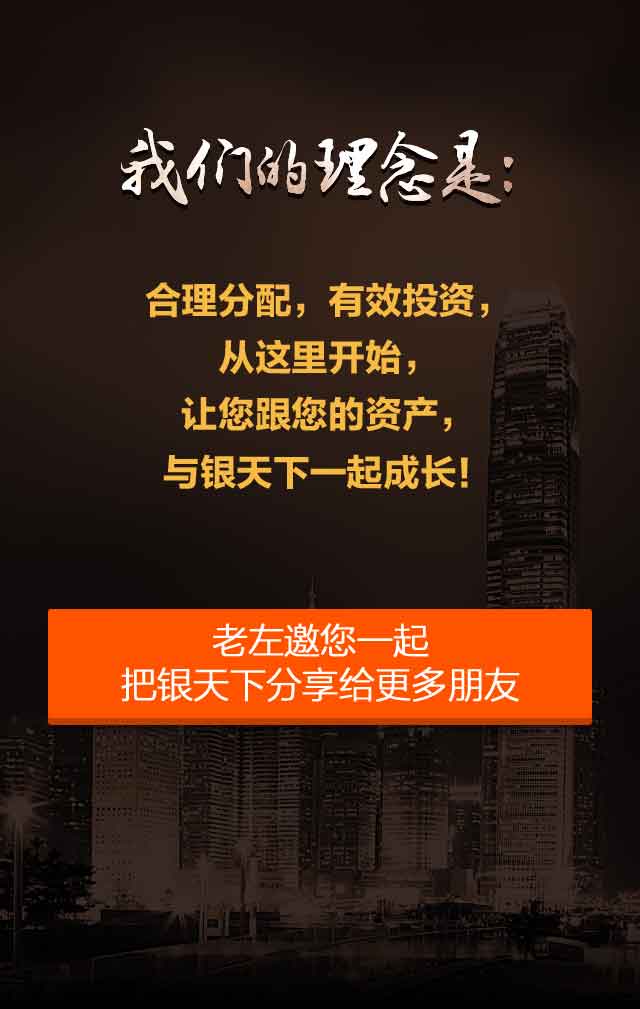 我们的理念是:
合理分配，有效投资，
从这里开始，
让您跟您的资产，
与银天下一起成长!
老左邀您一起
把银天下分享给更多朋友